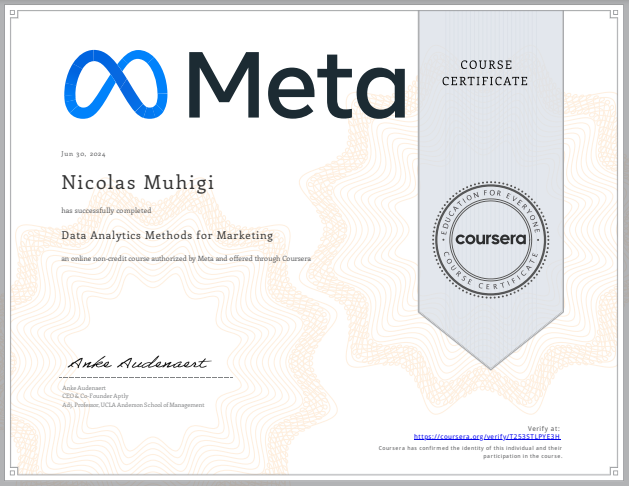 Meta
COURSE
CERTIFICATE
Jun 30, 2024
Nicolas Muhigi
has successfully completed
Data Analytics Methods for Marketing
an online non-credit course authorized by Meta and offered through Coursera
EDUCATION FOR EVERYONE
coursera
COURSE CERTIFICATE
Anke Audenaert
Anke Audenaert
CEO & Co-Founder Aptly
Adj. Professor, UCLA Anderson School of Management
Verify at:
https://coursera.org/verify/T253STLPYE3H
Coursera has confirmed the identity of this individual and their
participation in the course.